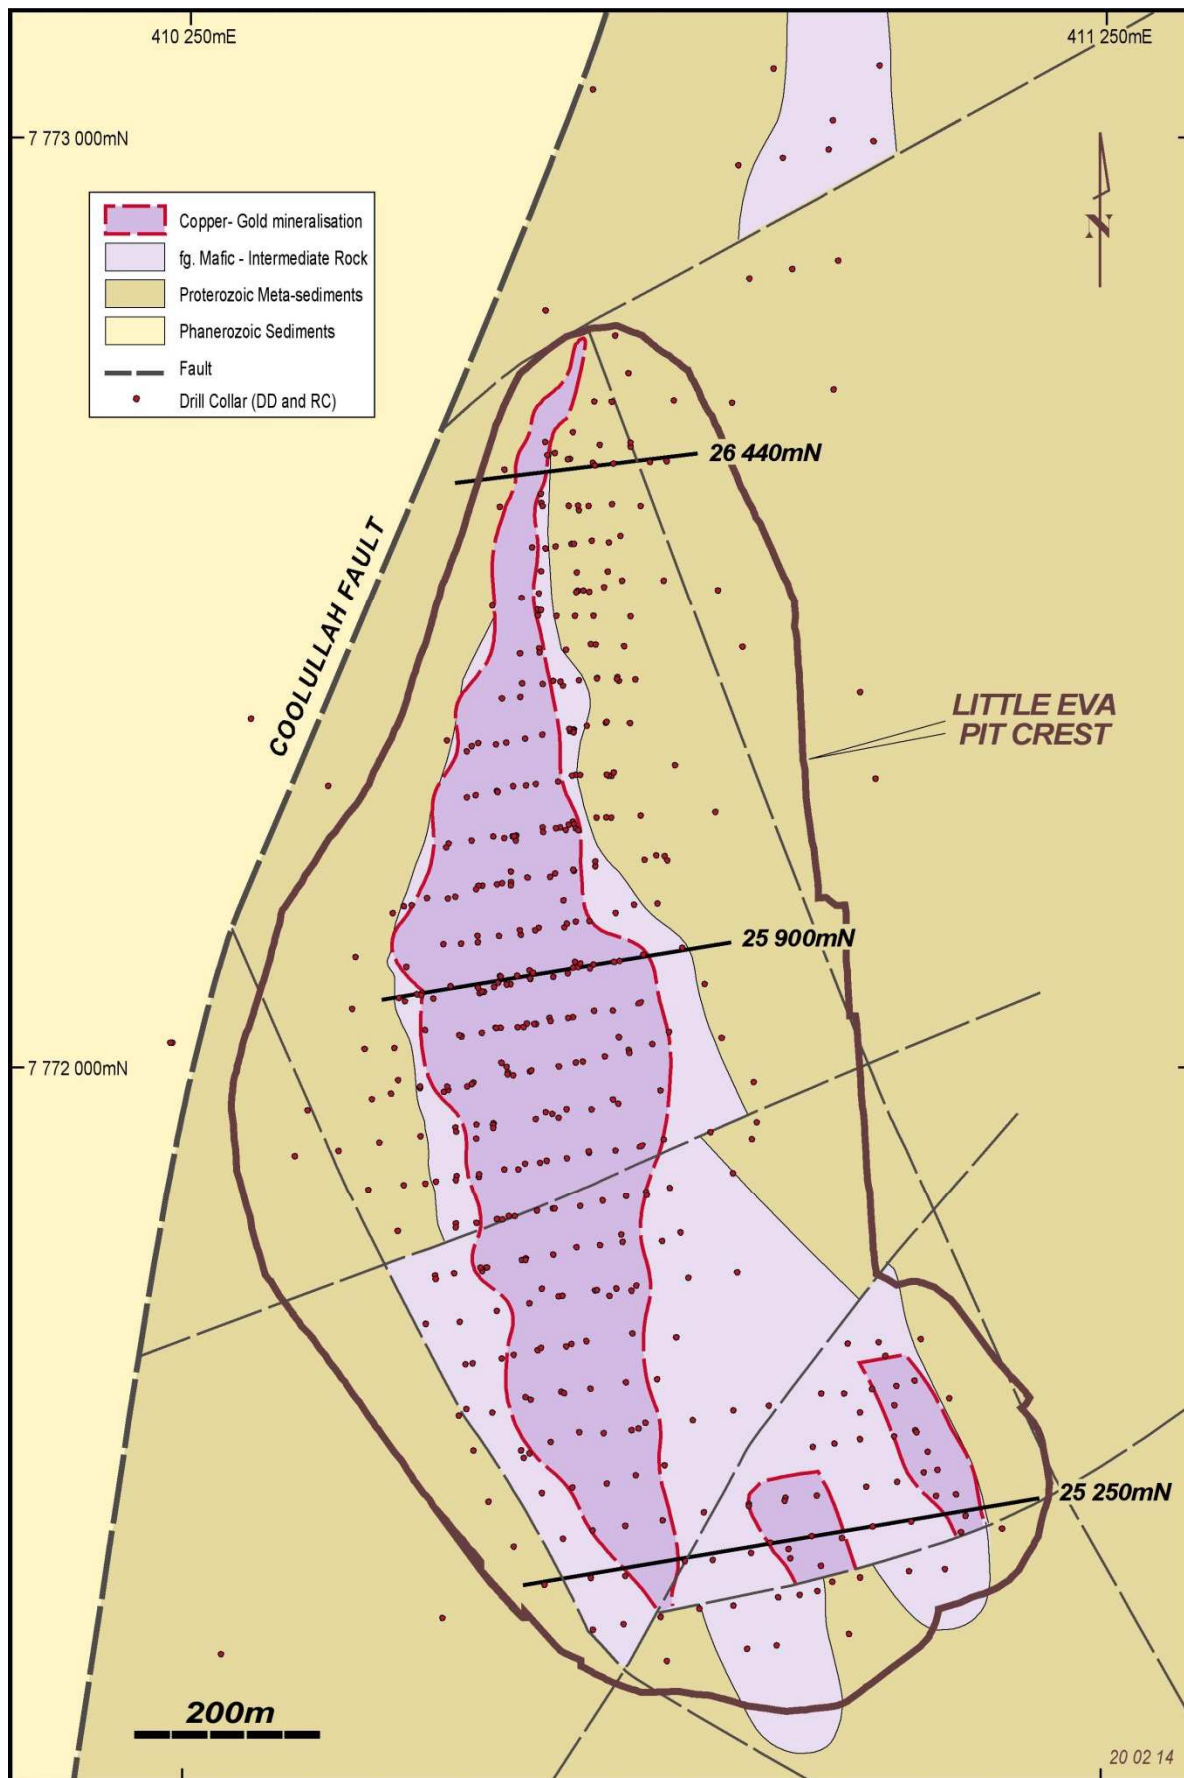 410 250mE
411 250mE
7 773 000mN
N
Copper- Gold mineralisation
fg. Mafic - Intermediate Rock
Proterozoic Meta-sediments
Phanerozoic Sediments
Fault
Drill Collar (DD and RC)
26 440mN
COOLULLAH FAULT
LITTLE EVA
PIT CREST
25 900mN
7 772 000mN
25 250mN
200m
20 02 14